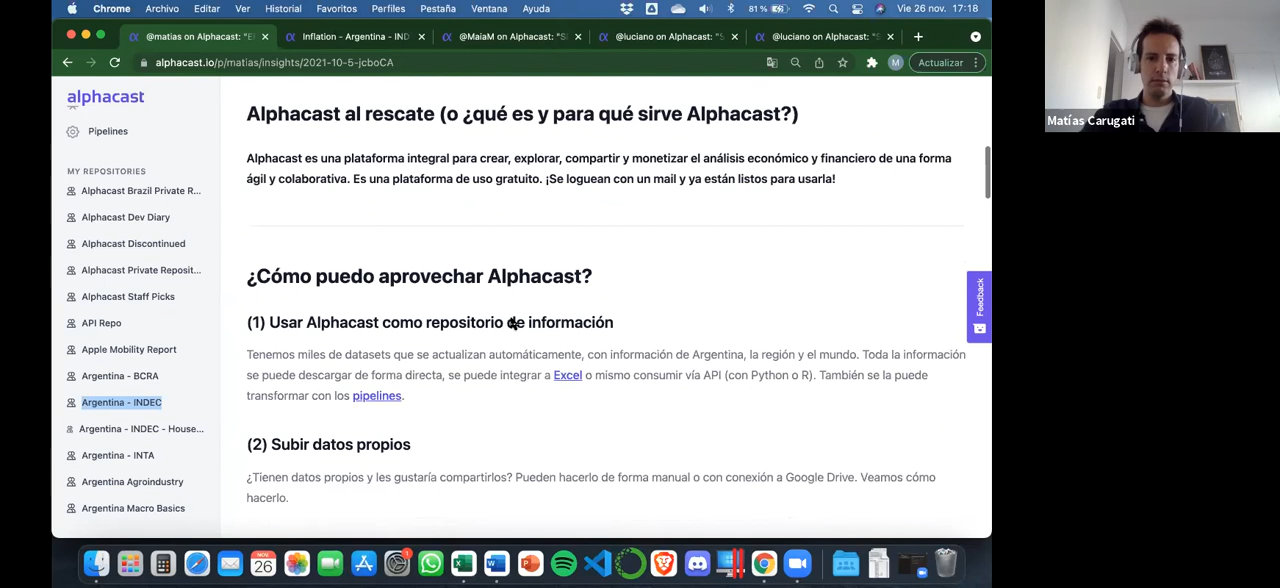 Chrome Archivo Editar Ver Historial Favoritos Perfiles Pestaña Ventana Ayuda 81 % Vie 26 nov. 17:18
@matias on Alphacast: "El Inflation - Argentina - IND @MaiaM on Alphacast: "S @luciano on Alphacast: "S @luciano on Alphacast: "
alphacast.io/p/matias/insights/2021-10-5-jcboCA M Actualizar
alphacast
Pipelines
MY REPOSITORIES
Alphacast Brazil Private R...
Alphacast Dev Diary
Alphacast Discontinued
Alphacast Private Reposit...
Alphacast Staff Picks
API Repo
Apple Mobility Report
Argentina - BCRA
Argentina - INDEC
Argentina - INDEC - House...
Argentina - INTA
Argentina Agroindustry
Argentina Macro Basics
Alphacast al rescate (o ¿qué es y para qué sirve Alphacast?)
Alphacast es una plataforma integral para crear, explorar, compartir y monetizar el análisis económico y financiero de una forma
ágil y colaborativa. Es una plataforma de uso gratuito. ¡Se loguean con un mail y ya están listos para usarla!
¿Cómo puedo aprovechar Alphacast?
(1) Usar Alphacast como repositorio de información
Tenemos miles de datasets que se actualizan automáticamente, con información de Argentina, la región y el mundo. Toda la información
se puede descargar de forma directa, se puede integrar a Excel o mismo consumir vía API (con Python o R). También se la puede
transformar con los pipelines.
(2) Subir datos propios
¿Tienen datos propios y les gustaría compartirlos? Pueden hacerlo de forma manual o con conexión a Google Drive. Veamos cómo
hacerlo.
Feedback
NOV.
26
1
Matías Carugati